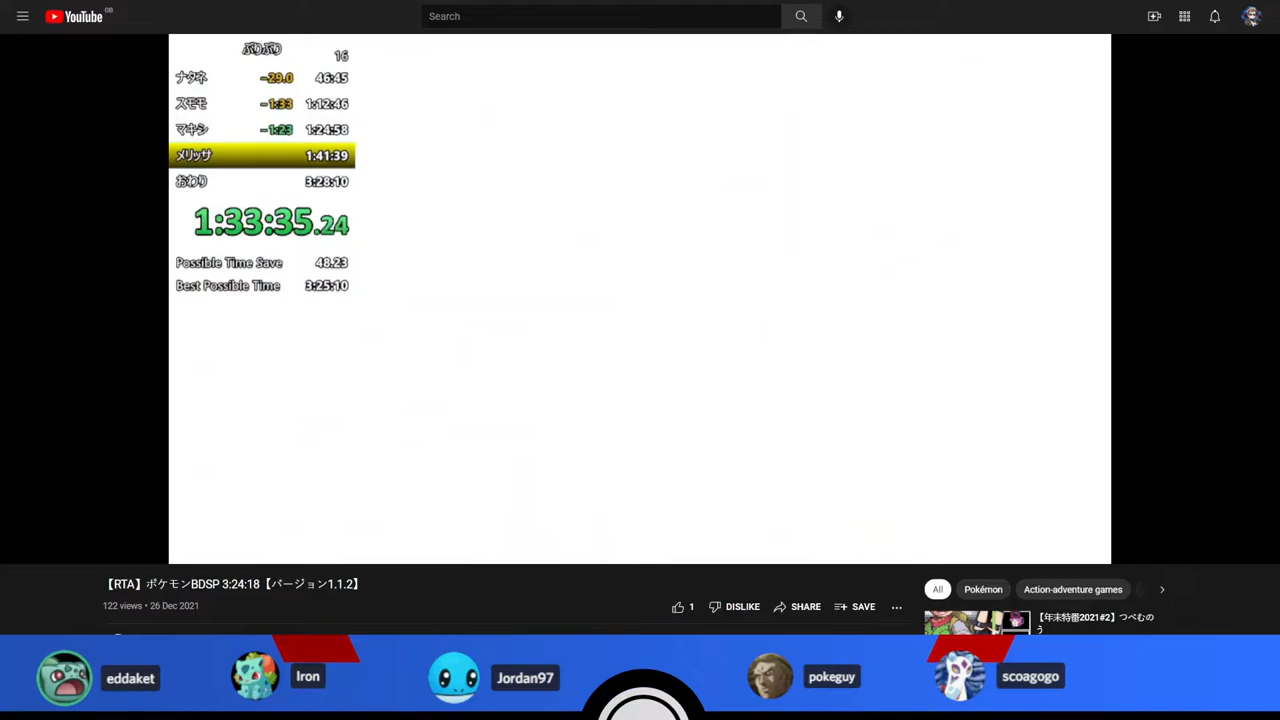 YouTube GB
Search
ぷりぷり
16
ナタネ -29.0 46:45
スモモ -1:33 1:12:46
マキシ -1:23 1:24:58
メリッサ 1:41:39
おわり 3:28:10
1:33:35.24
Possible Time Save 48.23
Best Possible Time 3:25:10
【RTA】ポケモンBDSP 3:24:18【バージョン1.1.2】
122 views • 26 Dec 2021
1 DISLIKE SHARE SAVE
All Pokémon Action-adventure games
【年末特番2021#2】つべむの
う
eddaket Iron Jordan97 pokeguy scoagogo